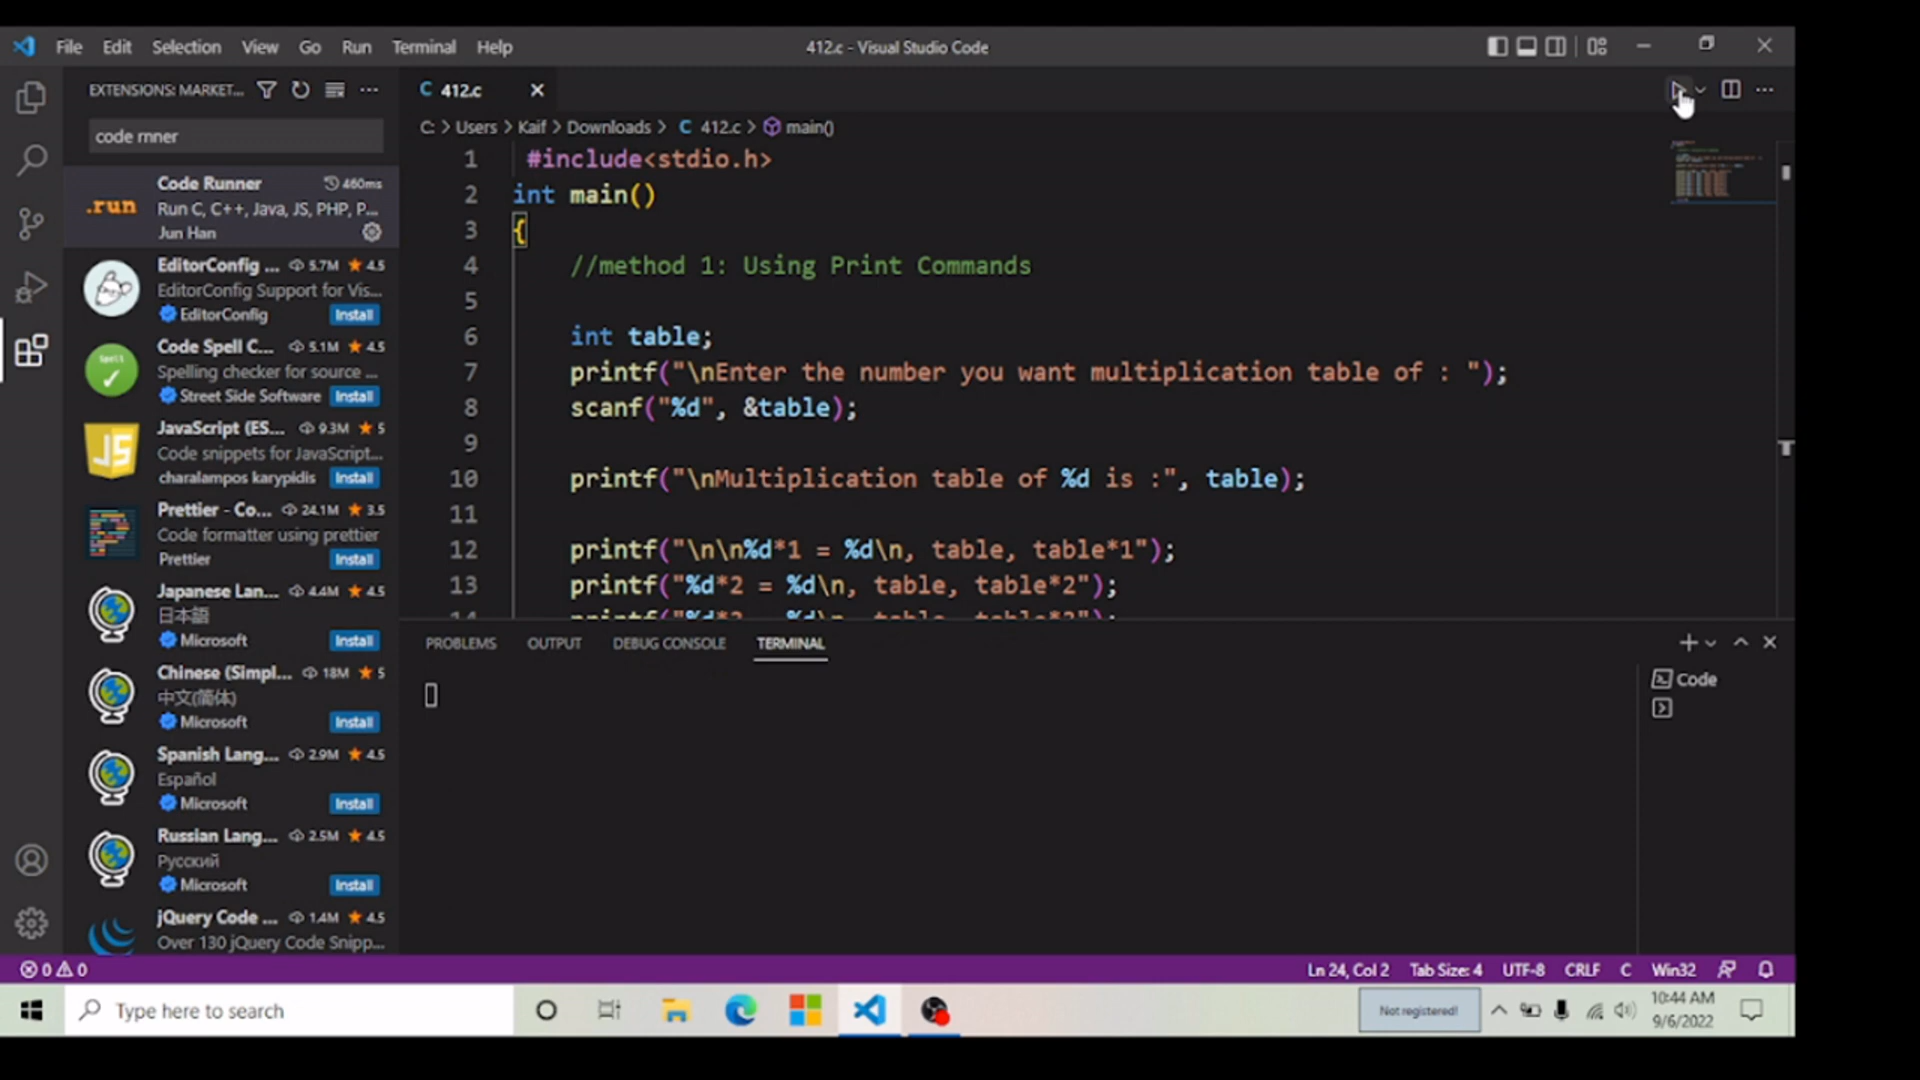 File Edit Selection View Go Run Terminal Help
412.c - Visual Studio Code
EXTENSIONS: MARKET...
code rnner
.run
Code Runner 460ms
Run C, C++, Java, JS, PHP, P...
Jun Han
EditorConfig ... 5.7M 4.5
EditorConfig Support for Vis...
EditorConfig Install
Spell
Code Spell C... 5.1M 4.5
Spelling checker for source ...
Street Side Software Install
JS
JavaScript (ES... 9.3M 5
Code snippets for JavaScript...
charalampos karypidis Install
Prettier - Co... 24.1M 3.5
Code formatter using prettier
Prettier Install
Japanese Lan... 4.4M 4.5
日本語
Microsoft Install
Chinese (Simpl... 18M 5
中文(简体)
Microsoft Install
Spanish Lang... 2.9M 4.5
Español
Microsoft Install
Russian Lang... 2.5M 4.5
Русский
Microsoft Install
jQuery Code ... 1.4M 4.5
Over 130 jQuery Code Snipp...
C 412.c
C: > Users > Kaif > Downloads > C 412.c > main()
1 #include<stdio.h>
2 int main()
3 {
4 //method 1: Using Print Commands
5
6 int table;
7 printf("\nEnter the number you want multiplication table of : ");
8 scanf("%d", &table);
9
10 printf("\nMultiplication table of %d is :", table);
11
12 printf("\n\n%d*1 = %d\n, table, table*1");
13 printf("%d*2 = %d\n, table, table*2");
PROBLEMS OUTPUT DEBUG CONSOLE TERMINAL
Code
0 0
Ln 24, Col 2 Tab Size: 4 UTF-8 CRLF C Win32
Type here to search
Not registered!
10:44 AM
9/6/2022